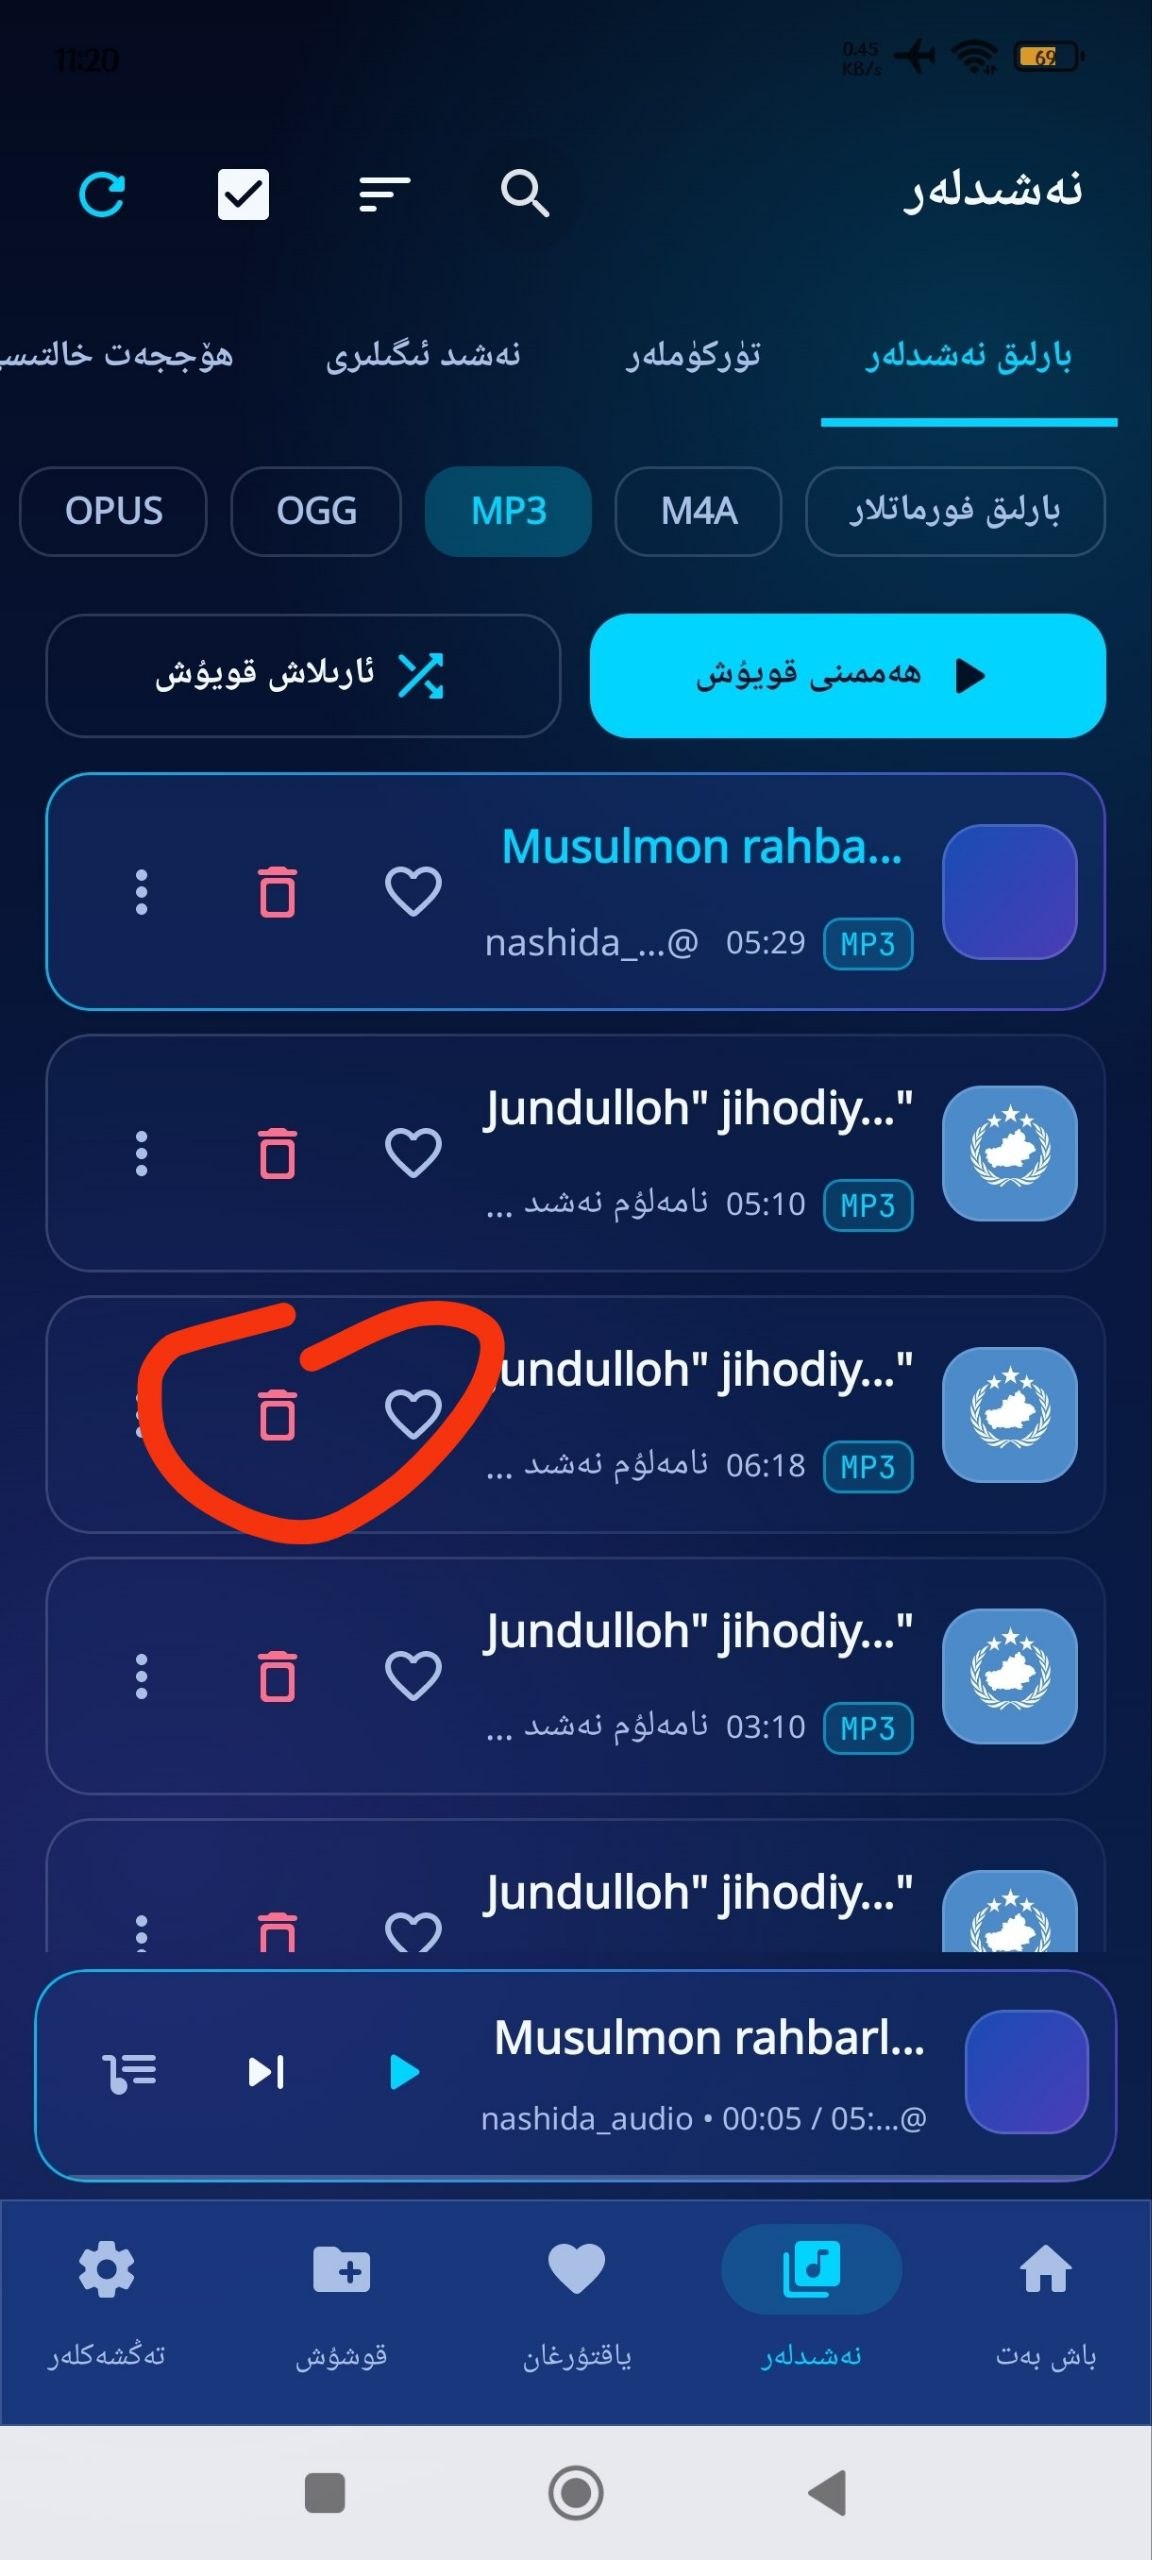 11:20
0.45 KB/s
69
نەشىدلەر
بارلىق نەشىدلەر
تۈركۈملەر
نەشىد ئىگىلىرى
ھۆججەت خالتىسى
بارلىق فورماتلار
M4A
MP3
OGG
OPUS
ھەممىنى قويۇش
ئارىلاش قويۇش
Musulmon rahba...
MP3 05:29 nashida_...@
Jundulloh" jihodiy..."
MP3 05:10 نامەلۇم نەشىد ...
Jundulloh" jihodiy..."
MP3 06:18 نامەلۇم نەشىد ...
Jundulloh" jihodiy..."
MP3 03:10 نامەلۇم نەشىد ...
Jundulloh" jihodiy..."
Musulmon rahbarl...
nashida_audio • 00:05 / 05:...@
باش بەت
نەشىدلەر
ياقتۇرغان
قوشۇش
تەڭشەكلەر